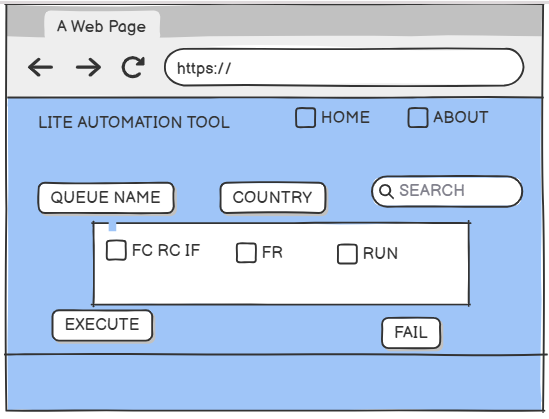 A Web Page
https://
LITE AUTOMATION TOOL
HOME
ABOUT
QUEUE NAME
COUNTRY
SEARCH
FC RC IF
FR
RUN
EXECUTE
FAIL